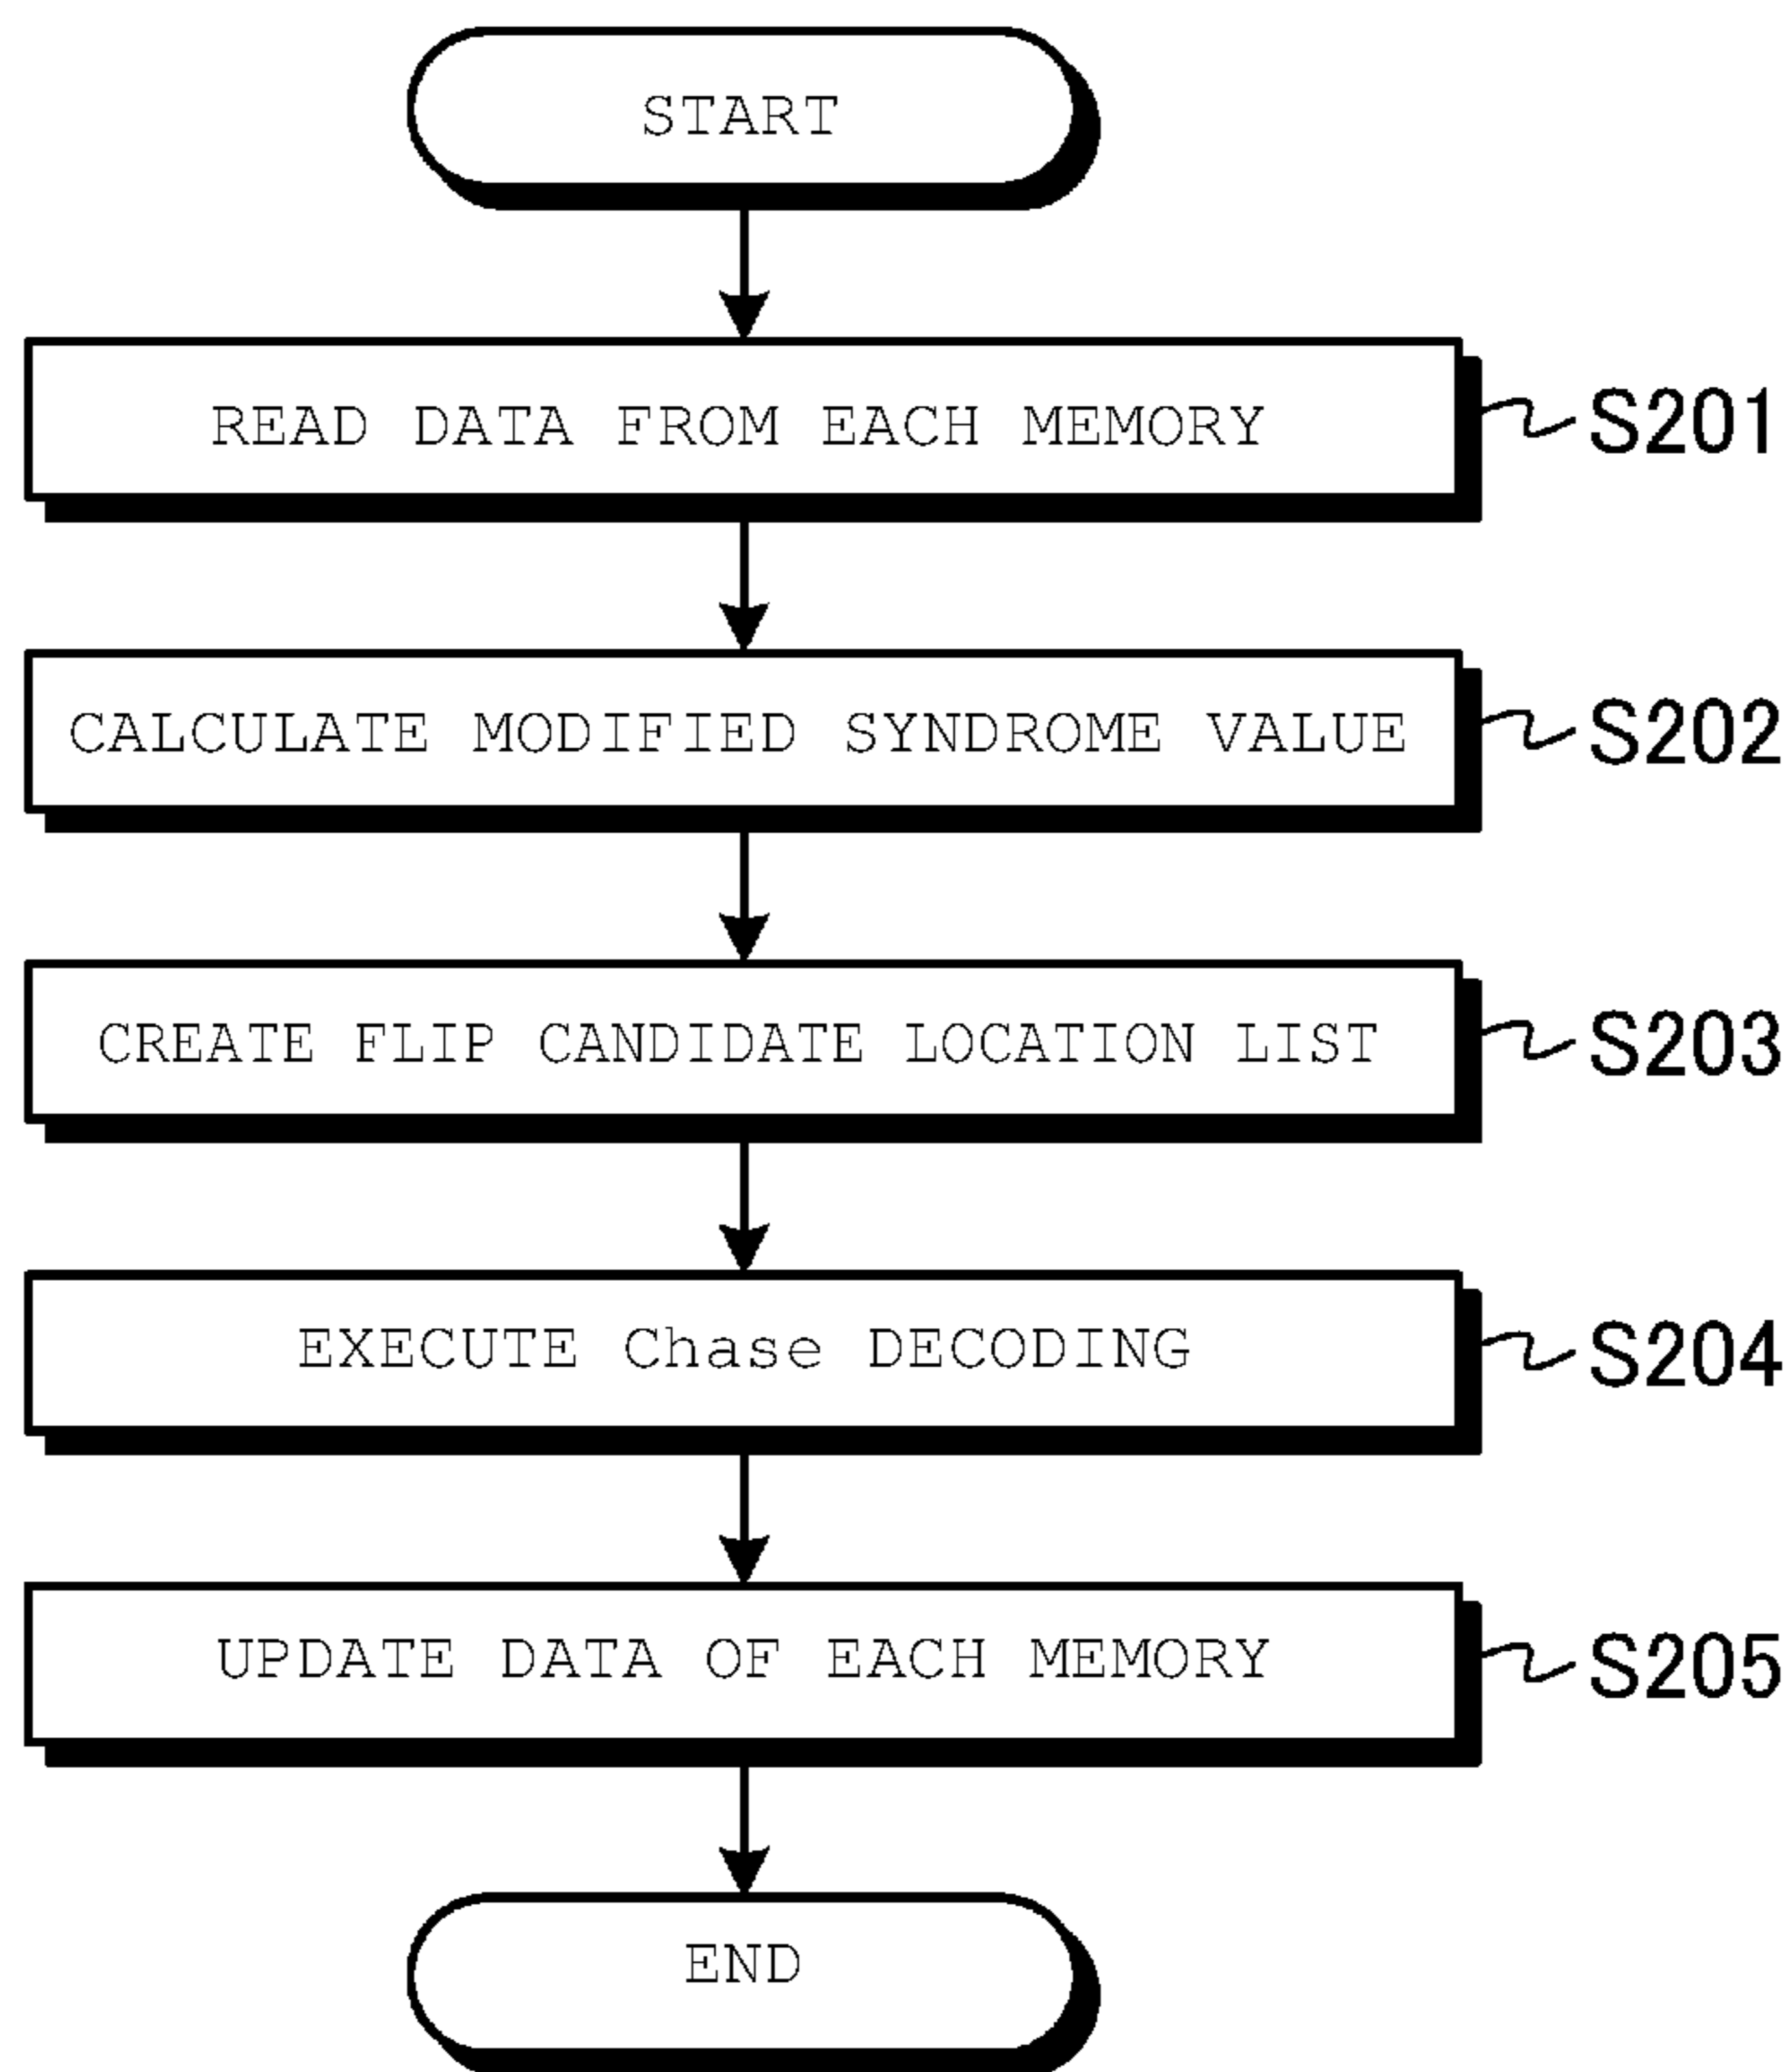 START
READ DATA FROM EACH MEMORY
S201
CALCULATE MODIFIED SYNDROME VALUE
S202
CREATE FLIP CANDIDATE LOCATION LIST
S203
EXECUTE Chase DECODING
S204
UPDATE DATA OF EACH MEMORY
S205
END